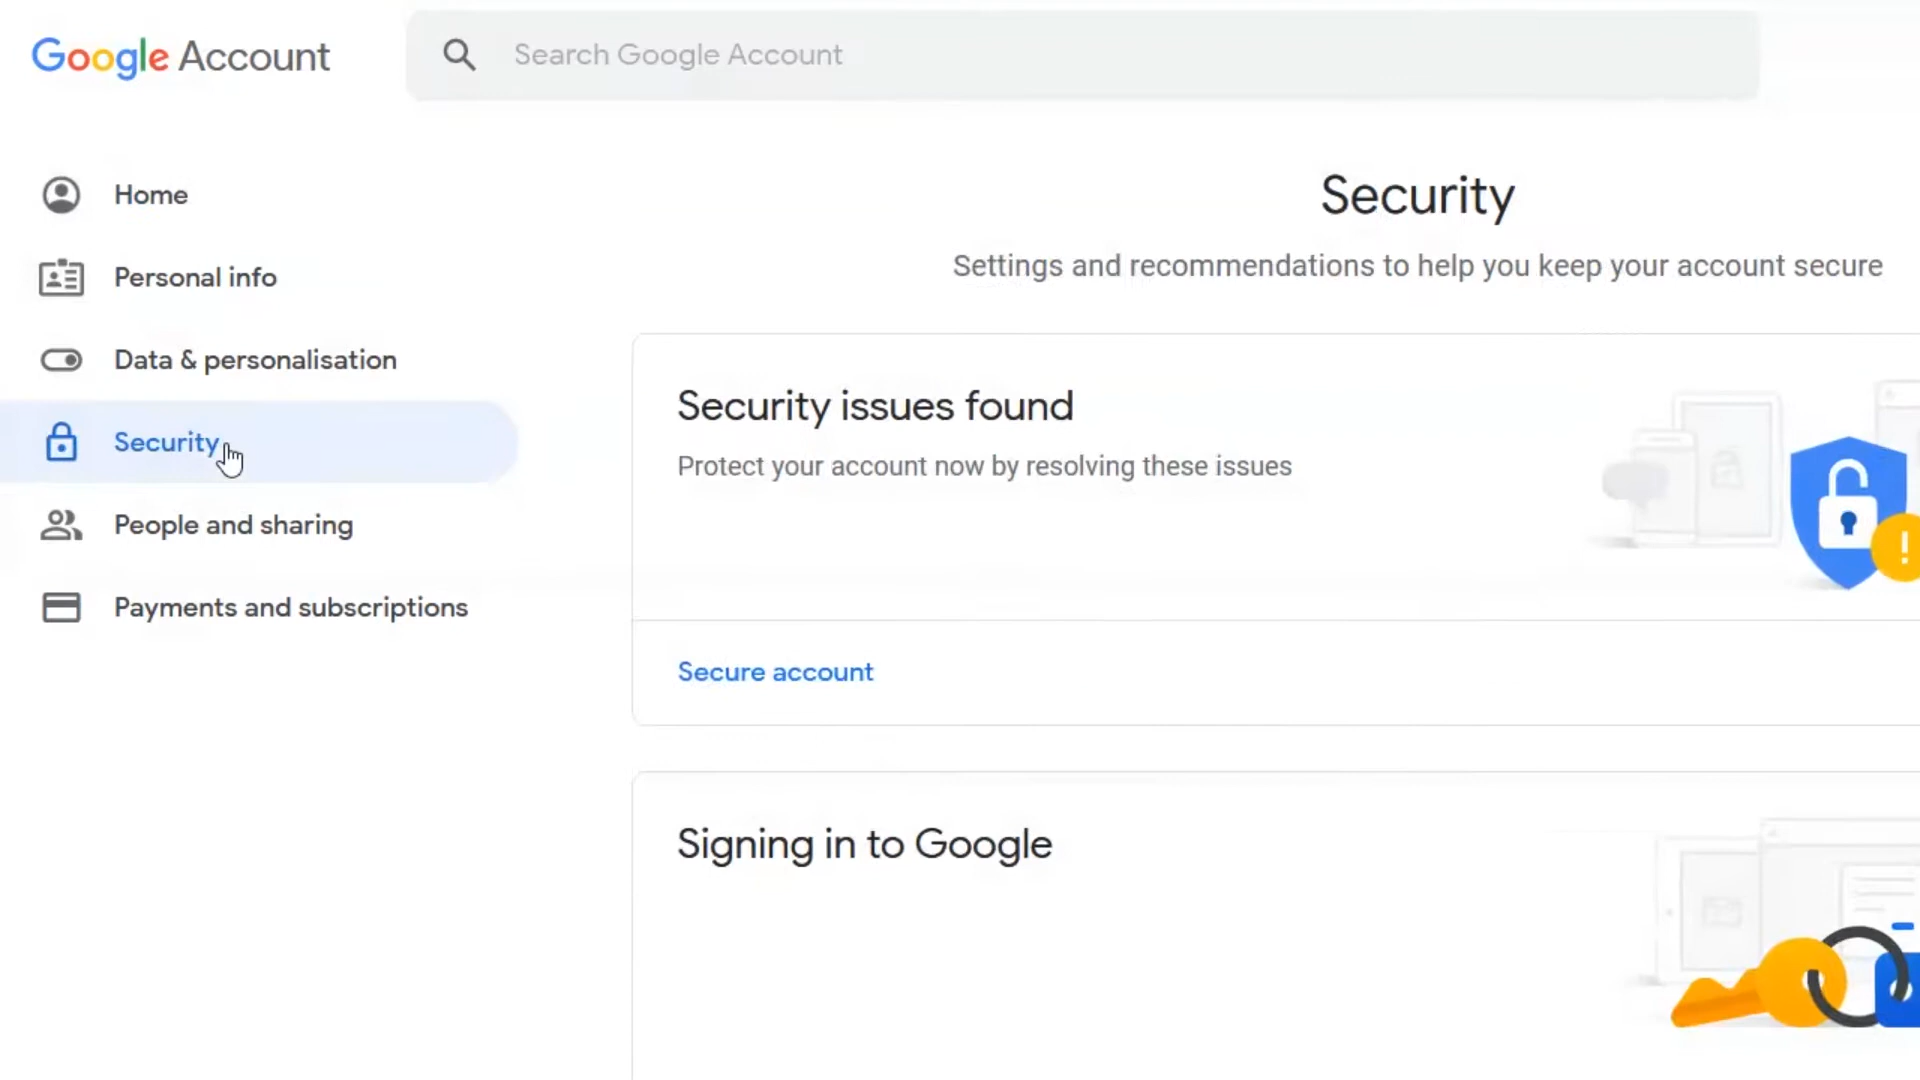 Google Account
Search Google Account
Home
Personal info
Data & personalisation
Security
People and sharing
Payments and subscriptions
Security
Settings and recommendations to help you keep your account secure
Security issues found
Protect your account now by resolving these issues
Secure account
Signing in to Google